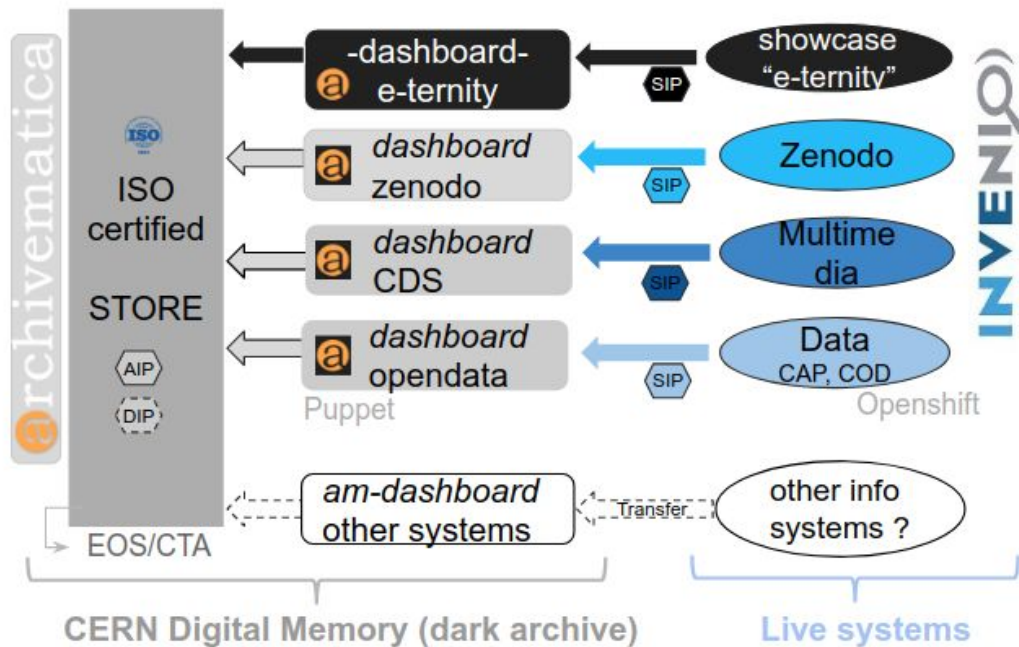 @rchivematica
ISO
ISO
certified
STORE
AIP
DIP
EOS/CTA
-dashboard-
e-ternity
a
SIP
showcase
“e-ternity”
dashboard
zenodo
a
SIP
Zenodo
dashboard
CDS
a
SIP
Multime
dia
dashboard
opendata
a
SIP
Data
CAP, COD
Puppet
Openshift
INVENIO
am-dashboard
other systems
Transfer
other info
systems ?
CERN Digital Memory (dark archive)
Live systems